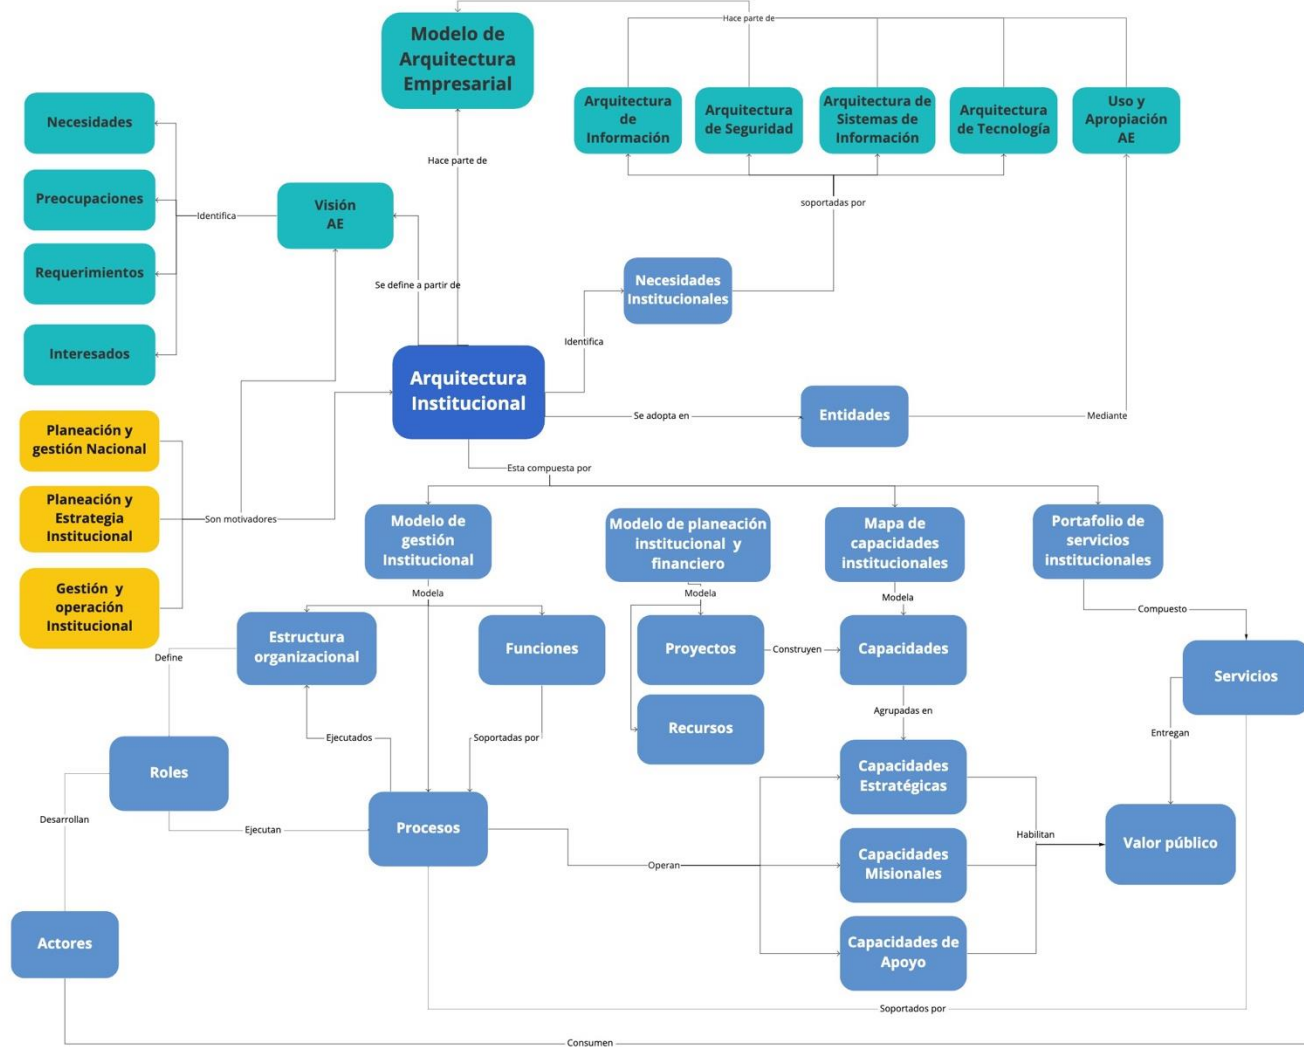 Modelo de
Arquitectura
Empresarial
Hace parte de
Arquitectura
de
Información
Arquitectura
de Seguridad
Arquitectura de
Sistemas de
Información
Arquitectura
de Tecnología
Uso y
Apropiación
AE
Necesidades
Hace parte de
Preocupaciones
Visión
AE
Identifica
soportadas por
Requerimientos
Necesidades
Institucionales
Se define a partir de
Interesados
Identifica
Arquitectura
Institucional
Se adopta en
Entidades
Mediante
Planeación y
gestión Nacional
Esta compuesta por
Planeación y
Estrategia
Institucional
Son motivadores
Modelo de
gestión
Institucional
Modelo de planeación
institucional y
financiero
Mapa de
capacidades
institucionales
Portafolio de
servicios
institucionales
Gestión y
operación
Institucional
Modela
Modela
Modela
Compuesto
Estructura
organizacional
Funciones
Proyectos
Construyen
Capacidades
Define
Servicios
Agrupadas en
Recursos
Ejecutados
Soportadas por
Entregan
Roles
Capacidades
Estratégicas
Desarrollan
Ejecutan
Procesos
Habilitan
Valor público
Operan
Capacidades
Misionales
Actores
Capacidades de
Apoyo
Soportados por
Consumen